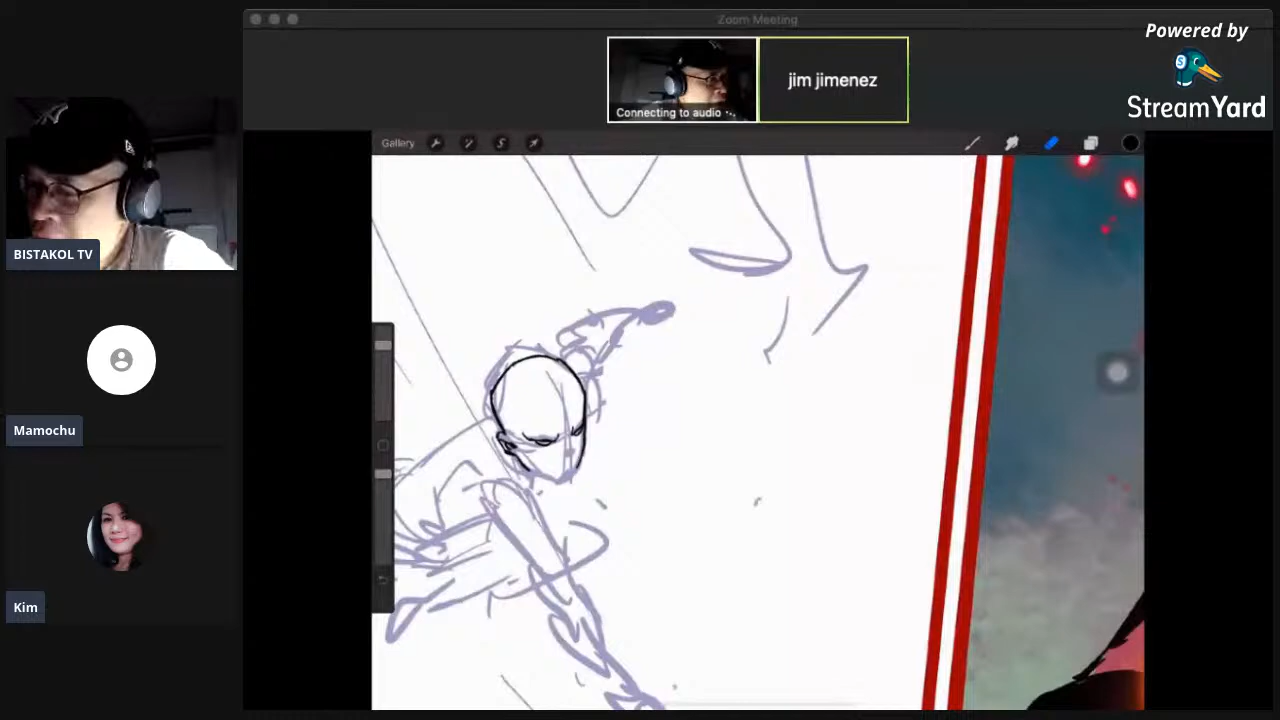 Zoom Meeting
Powered by
StreamYard
Connecting to audio ...
jim jimenez
Gallery
BISTAKOL TV
Mamochu
Kim